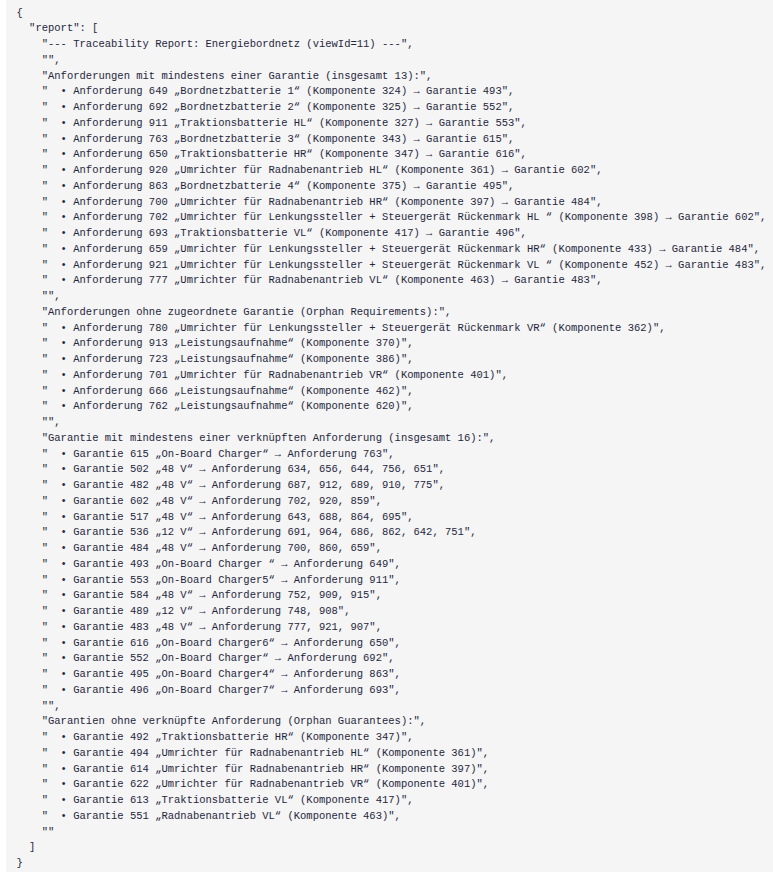 {
  "report": [
    "--- Traceability Report: Energiebordnetz (viewId=11) ---",
    "",
    "Anforderungen mit mindestens einer Garantie (insgesamt 13):",
    "  • Anforderung 649 „Bordnetzbatterie 1“ (Komponente 324) → Garantie 493",
    "  • Anforderung 692 „Bordnetzbatterie 2“ (Komponente 325) → Garantie 552",
    "  • Anforderung 911 „Traktionsbatterie HL“ (Komponente 327) → Garantie 553",
    "  • Anforderung 763 „Bordnetzbatterie 3“ (Komponente 343) → Garantie 615",
    "  • Anforderung 650 „Traktionsbatterie HR“ (Komponente 347) → Garantie 616",
    "  • Anforderung 920 „Umrichter für Radnabenantrieb HL“ (Komponente 361) → Garantie 602",
    "  • Anforderung 863 „Bordnetzbatterie 4“ (Komponente 375) → Garantie 495",
    "  • Anforderung 700 „Umrichter für Radnabenantrieb HR“ (Komponente 397) → Garantie 484",
    "  • Anforderung 702 „Umrichter für Lenkungssteller + Steuergerät Rückenmark HL “ (Komponente 398) → Garantie 602",
    "  • Anforderung 693 „Traktionsbatterie VL“ (Komponente 417) → Garantie 496",
    "  • Anforderung 659 „Umrichter für Lenkungssteller + Steuergerät Rückenmark HR“ (Komponente 433) → Garantie 484",
    "  • Anforderung 921 „Umrichter für Lenkungssteller + Steuergerät Rückenmark VL “ (Komponente 452) → Garantie 483",
    "  • Anforderung 777 „Umrichter für Radnabenantrieb VL“ (Komponente 463) → Garantie 483",
    "",
    "Anforderungen ohne zugeordnete Garantie (Orphan Requirements):",
    "  • Anforderung 780 „Umrichter für Lenkungssteller + Steuergerät Rückenmark VR“ (Komponente 362)",
    "  • Anforderung 913 „Leistungsaufnahme“ (Komponente 370)",
    "  • Anforderung 723 „Leistungsaufnahme“ (Komponente 386)",
    "  • Anforderung 701 „Umrichter für Radnabenantrieb VR“ (Komponente 401)",
    "  • Anforderung 666 „Leistungsaufnahme“ (Komponente 462)",
    "  • Anforderung 762 „Leistungsaufnahme“ (Komponente 620)",
    "",
    "Garantie mit mindestens einer verknüpften Anforderung (insgesamt 16):",
    "  • Garantie 615 „On-Board Charger“ → Anforderung 763",
    "  • Garantie 502 „48 V“ → Anforderung 634, 656, 644, 756, 651",
    "  • Garantie 482 „48 V“ → Anforderung 687, 912, 689, 910, 775",
    "  • Garantie 602 „48 V“ → Anforderung 702, 920, 859",
    "  • Garantie 517 „48 V“ → Anforderung 643, 688, 864, 695",
    "  • Garantie 536 „12 V“ → Anforderung 691, 964, 686, 862, 642, 751",
    "  • Garantie 484 „48 V“ → Anforderung 700, 860, 659",
    "  • Garantie 493 „On-Board Charger “ → Anforderung 649",
    "  • Garantie 553 „On-Board Charger5“ → Anforderung 911",
    "  • Garantie 584 „48 V“ → Anforderung 752, 909, 915",
    "  • Garantie 489 „12 V“ → Anforderung 748, 908",
    "  • Garantie 483 „48 V“ → Anforderung 777, 921, 907",
    "  • Garantie 616 „On-Board Charger6“ → Anforderung 650",
    "  • Garantie 552 „On-Board Charger“ → Anforderung 692",
    "  • Garantie 495 „On-Board Charger4“ → Anforderung 863",
    "  • Garantie 496 „On-Board Charger7“ → Anforderung 693",
    "",
    "Garantien ohne verknüpfte Anforderung (Orphan Guarantees):",
    "  • Garantie 492 „Traktionsbatterie HR“ (Komponente 347)",
    "  • Garantie 494 „Umrichter für Radnabenantrieb HL“ (Komponente 361)",
    "  • Garantie 614 „Umrichter für Radnabenantrieb HR“ (Komponente 397)",
    "  • Garantie 622 „Umrichter für Radnabenantrieb VR“ (Komponente 401)",
    "  • Garantie 613 „Traktionsbatterie VL“ (Komponente 417)",
    "  • Garantie 551 „Radnabenantrieb VL“ (Komponente 463)",
    ""
  ]
}